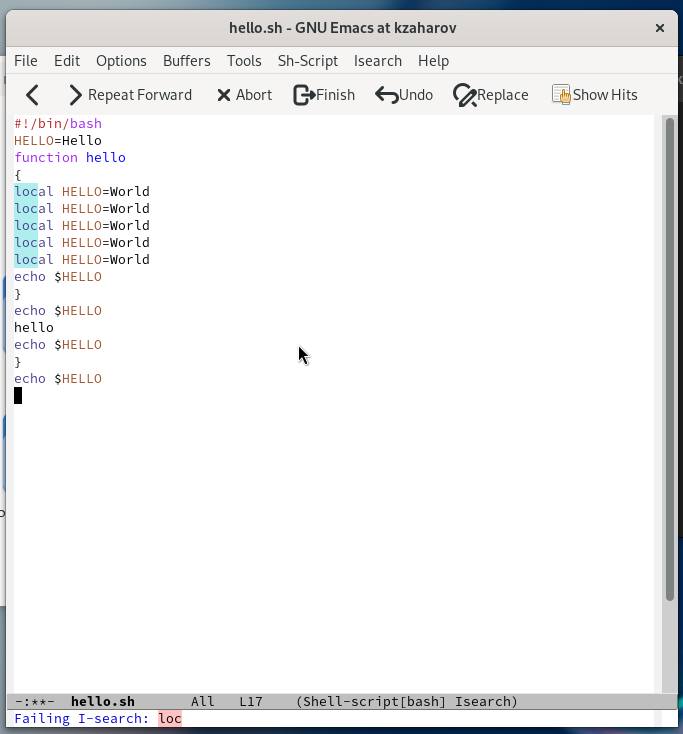 hello.sh - GNU Emacs at kzaharov
File Edit Options Buffers Tools Sh-Script Isearch Help
Repeat Forward Abort Finish Undo Replace Show Hits
#!/bin/bash
HELLO=Hello
function hello
{
local HELLO=World
local HELLO=World
local HELLO=World
local HELLO=World
local HELLO=World
echo $HELLO
}
echo $HELLO
hello
echo $HELLO
}
echo $HELLO
-:**- hello.sh All L17 (Shell-script[bash] Isearch)
Failing I-search: loc